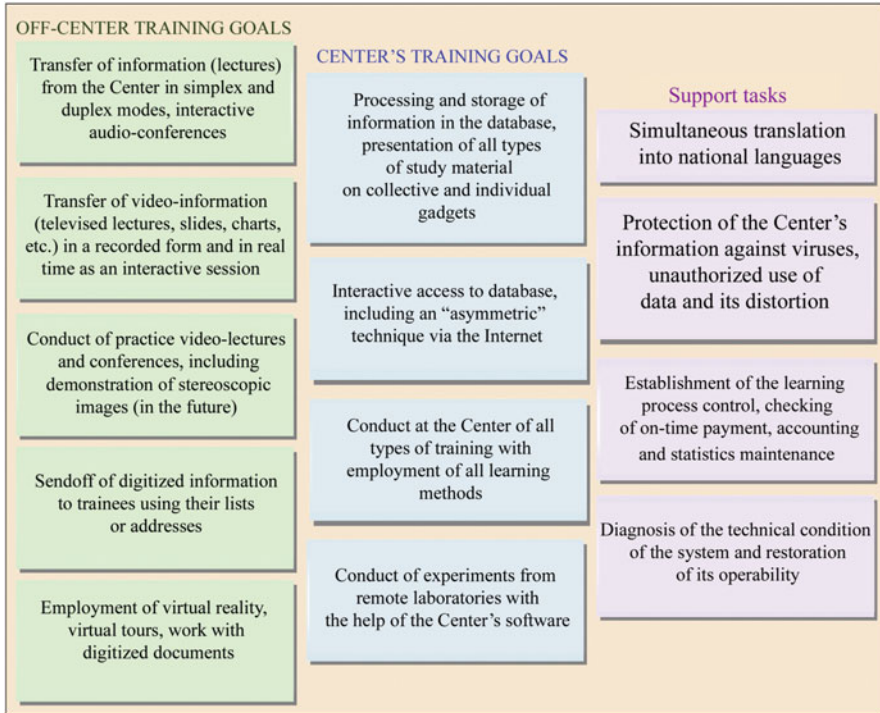 OFF-CENTER TRAINING GOALS
Transfer of information (lectures)
from the Center in simplex and
duplex modes, interactive
audio-conferences
Transfer of video-information
(televised lectures, slides, charts,
etc.) in a recorded form and in real
time as an interactive session
Conduct of practice video-lectures
and conferences, including
demonstration of stereoscopic
images (in the future)
Sendoff of digitized information
to trainees using their lists
or addresses
Employment of virtual reality,
virtual tours, work with
digitized documents
CENTER'S TRAINING GOALS
Processing and storage of
information in the database,
presentation of all types
of study material
on collective and individual
gadgets
Interactive access to database,
including an “asymmetric”
technique via the Internet
Conduct at the Center of all
types of training with
employment of all learning
methods
Conduct of experiments from
remote laboratories with
the help of the Center's software
Support tasks
Simultaneous translation
into national languages
Protection of the Center's
information against viruses,
unauthorized use of
data and its distortion
Establishment of the learning
process control, checking
of on-time payment, accounting
and statistics maintenance
Diagnosis of the technical condition
of the system and restoration
of its operability